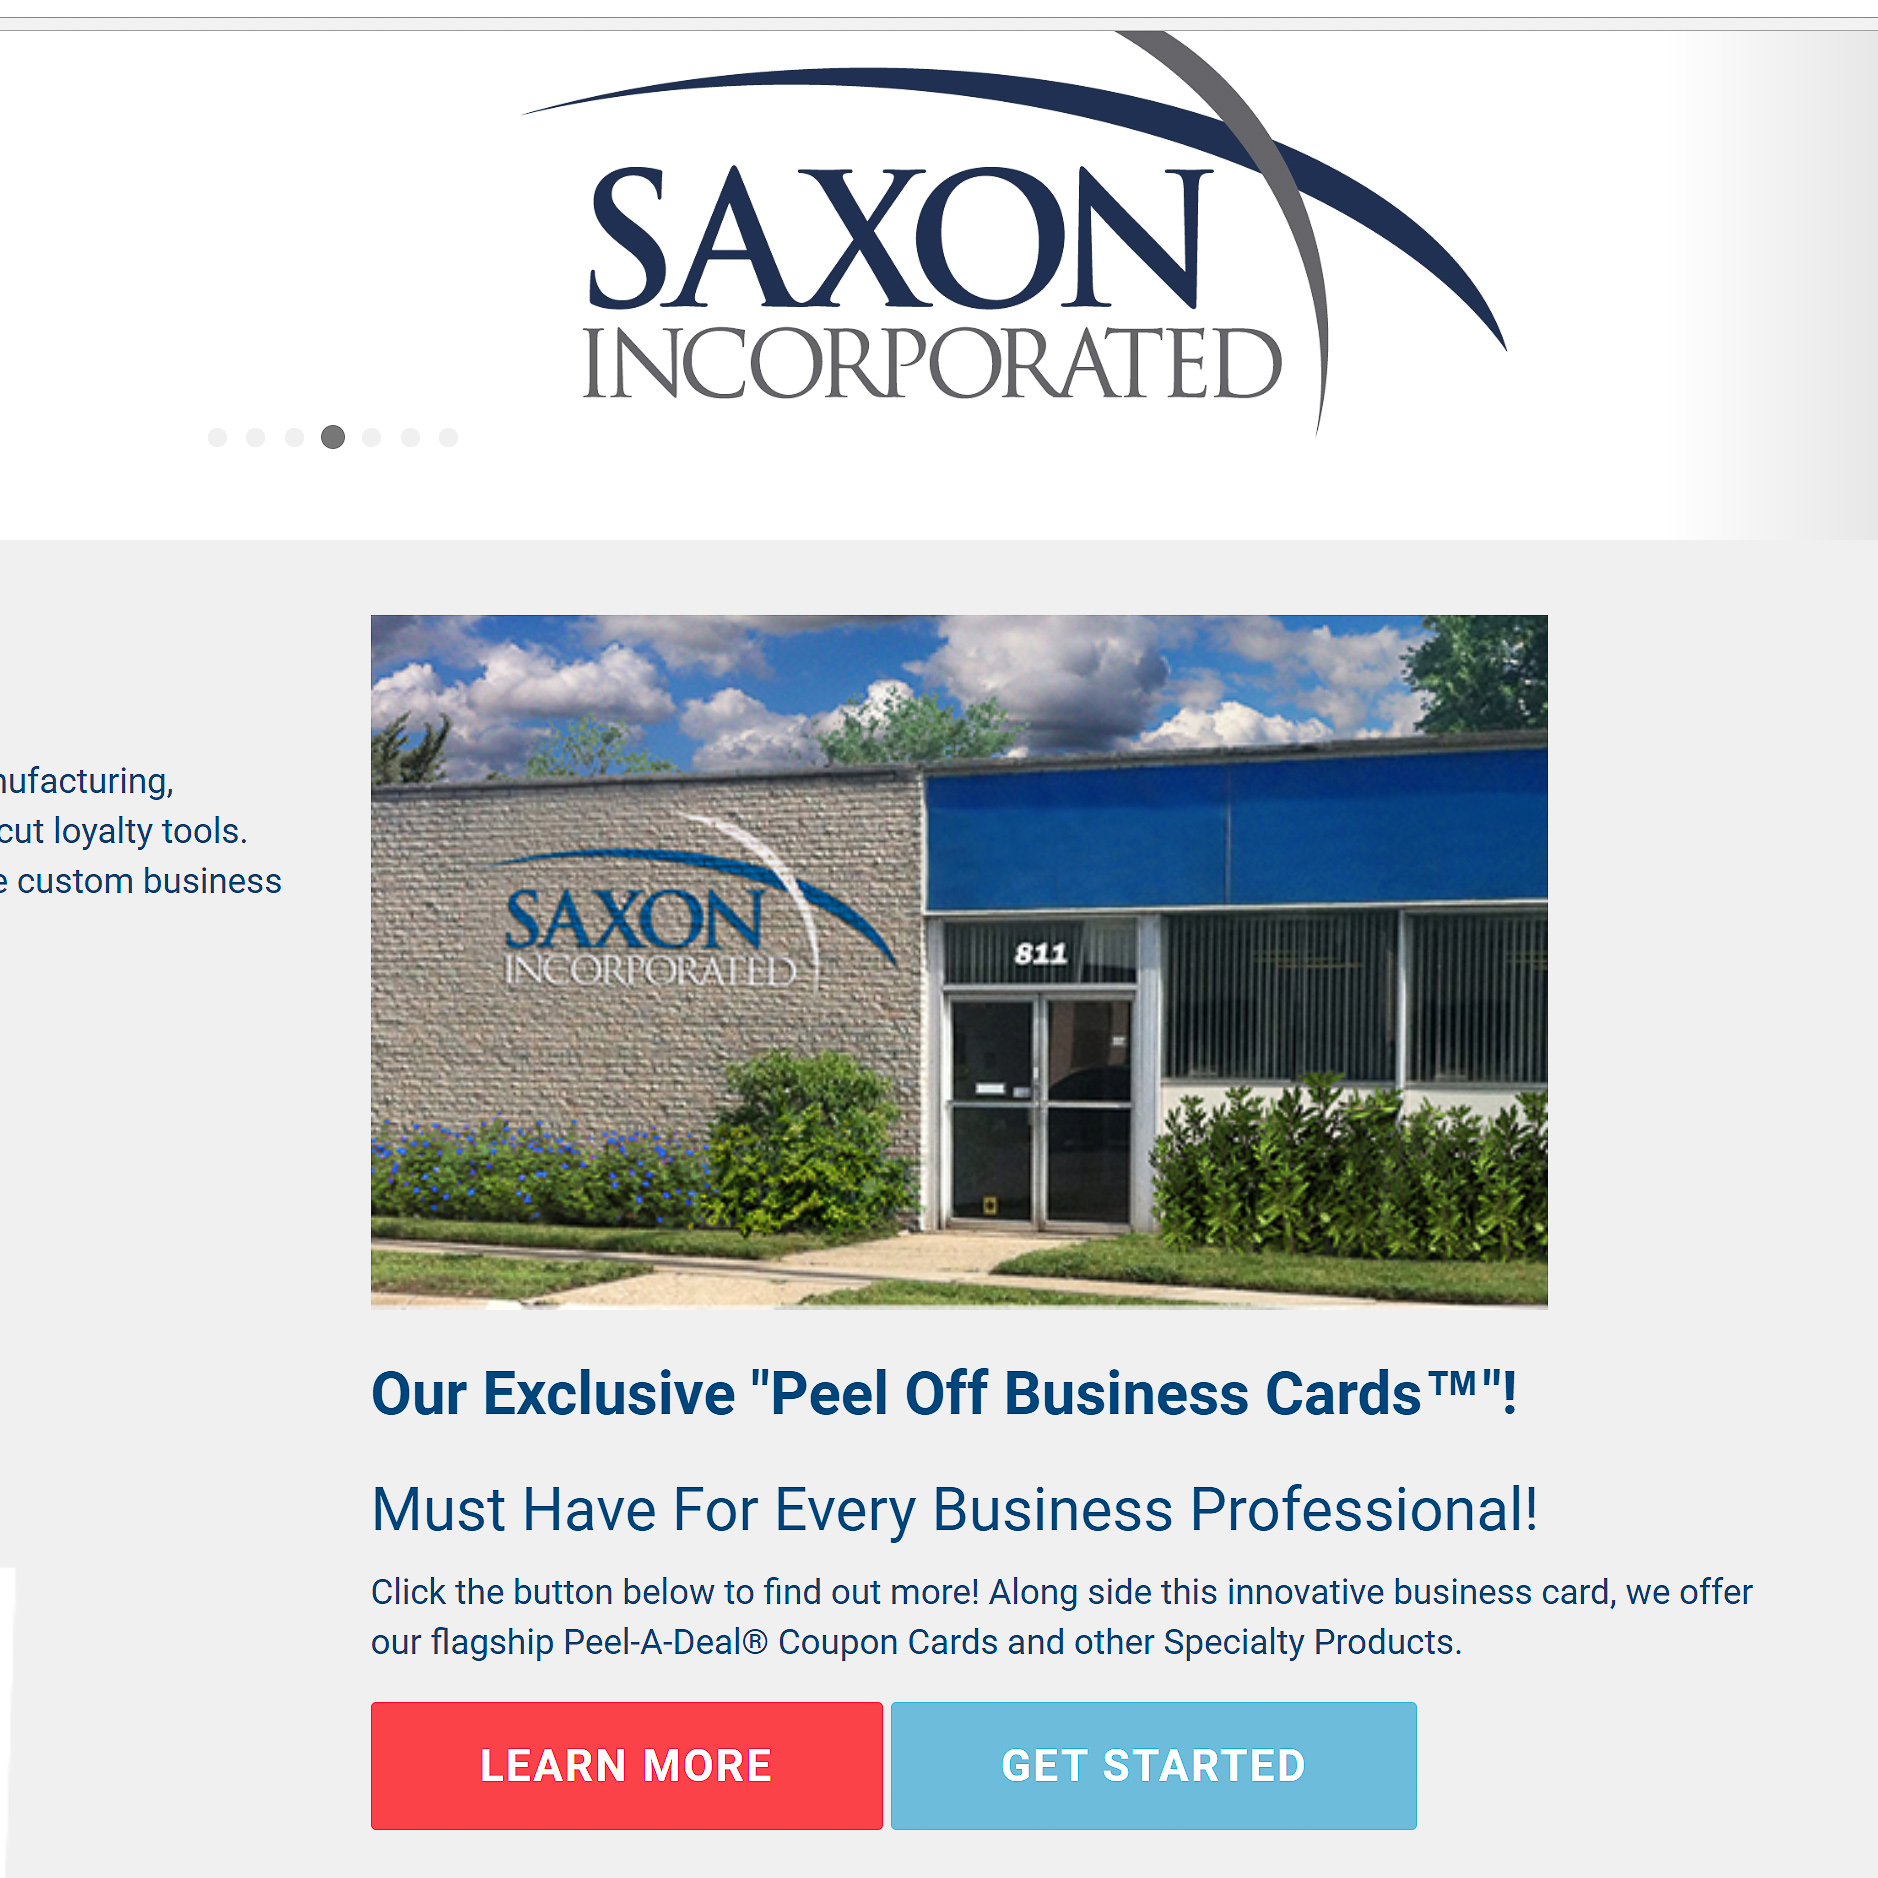 SAXON
INCORPORATED
cut loyalty tools.
custom business
SAXON
INCORPORATED
811
Our Exclusive "Peel Off Business Cards™"!
Must Have For Every Business Professional!
Click the button below to find out more! Along side this innovative business card, we offer
our flagship Peel-A-Deal® Coupon Cards and other Specialty Products.
LEARN MORE
GET STARTED